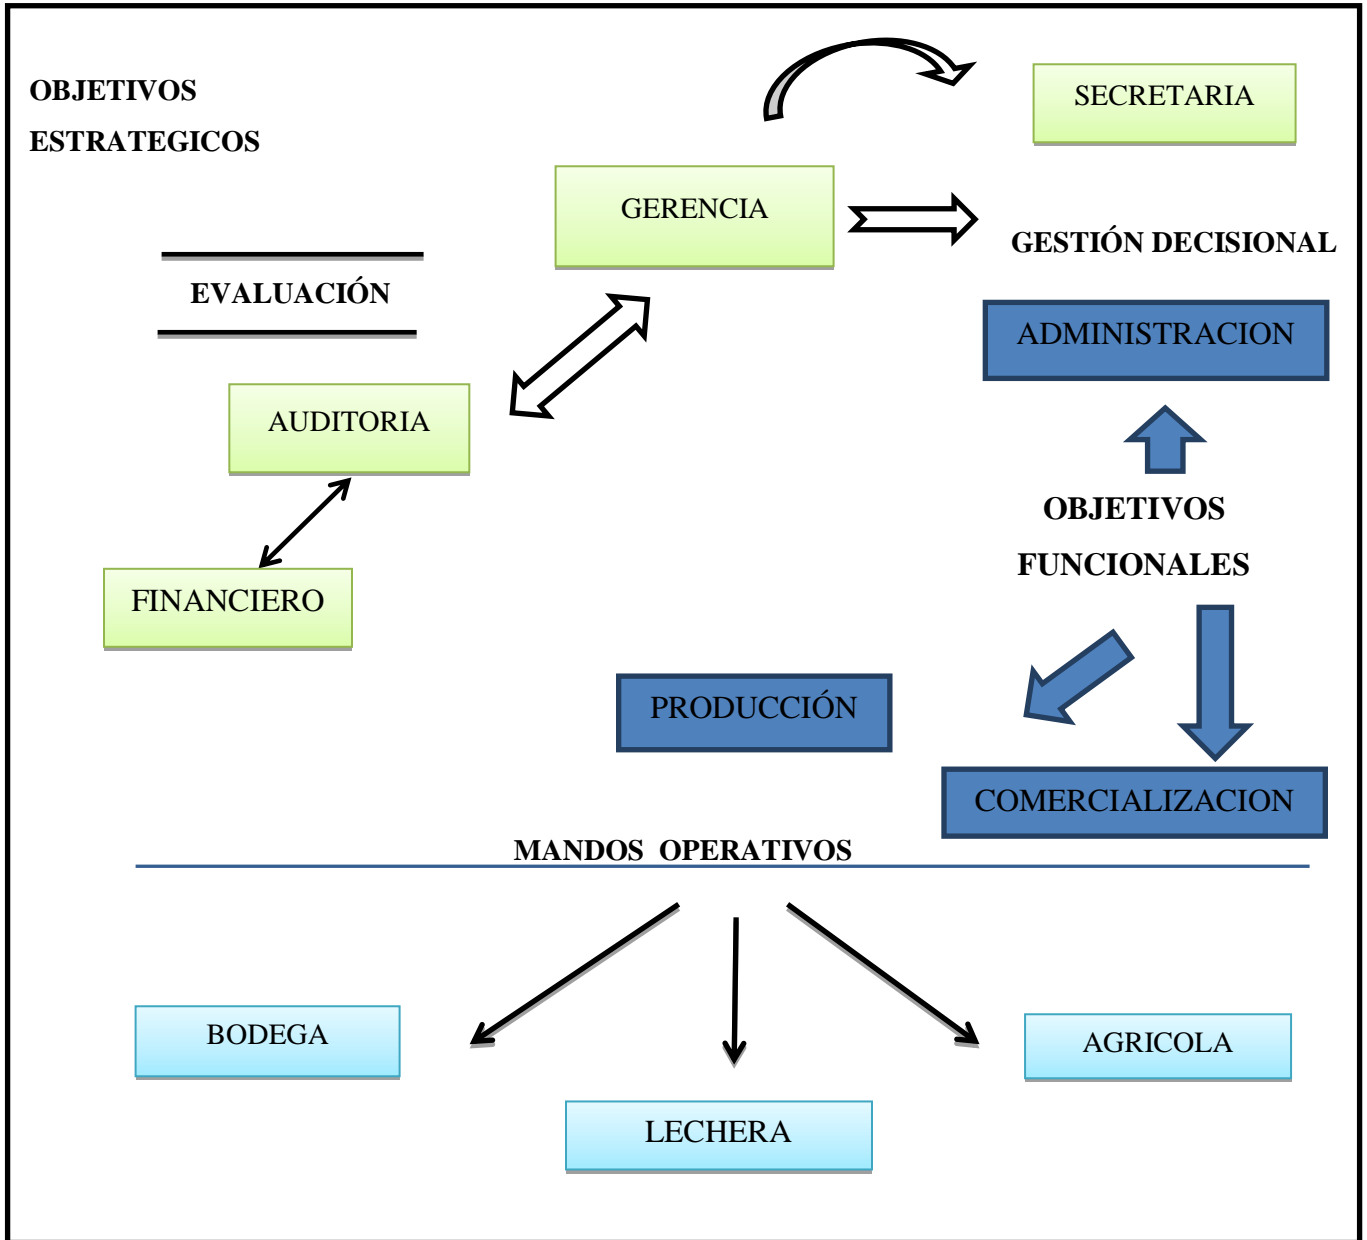 OBJETIVOS
ESTRATEGICOS
SECRETARIA
GERENCIA
GESTIÓN DECISIONAL
EVALUACIÓN
ADMINISTRACION
AUDITORIA
OBJETIVOS
FUNCIONALES
FINANCIERO
PRODUCCIÓN
COMERCIALIZACION
MANDOS OPERATIVOS
BODEGA
AGRICOLA
LECHERA